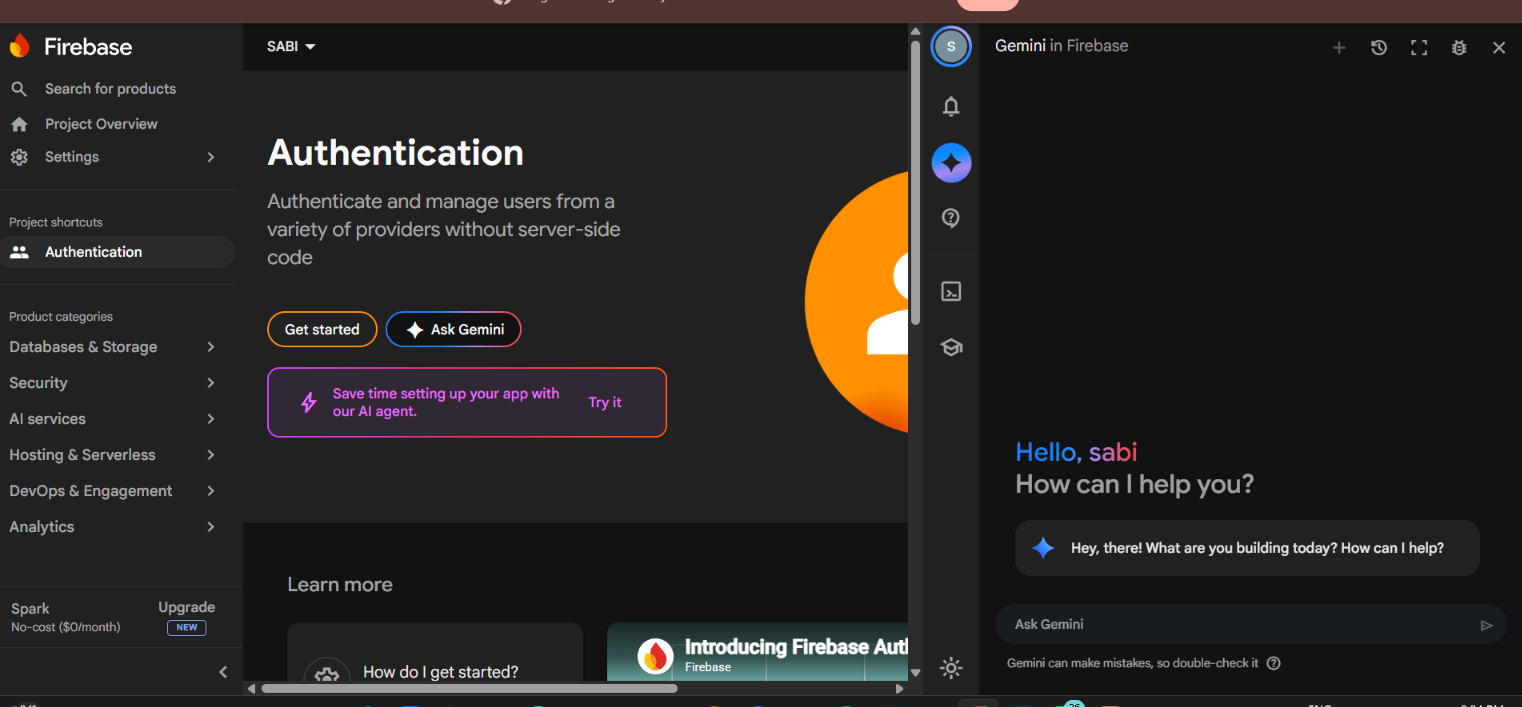 Firebase
Search for products
Project Overview
Settings
Project shortcuts
Authentication
Product categories
Databases & Storage
Security
AI services
Hosting & Serverless
DevOps & Engagement
Analytics
Spark
No-cost ($0/month)
Upgrade
NEW
SABI
Authentication
Authenticate and manage users from a
variety of providers without server-side
code
Get started
Ask Gemini
Save time setting up your app with
our AI agent.
Try it
Learn more
How do I get started?
Introducing Firebase
Firebase
S
Gemini in Firebase
Hello, sabi
How can I help you?
Hey, there! What are you building today? How can I help?
Ask Gemini
Gemini can make mistakes, so double-check it